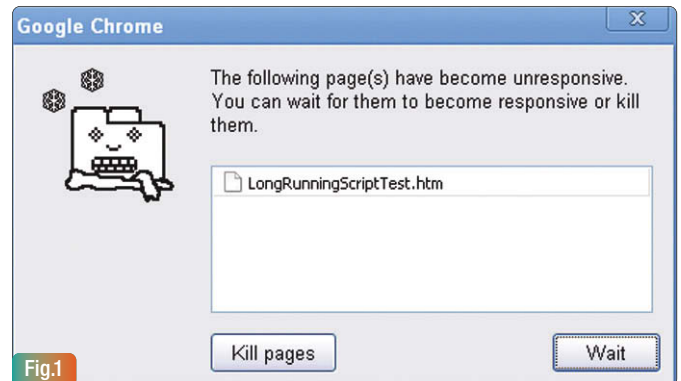 Google Chrome
The following page(s) have become unresponsive.
You can wait for them to become responsive or kill
them.
LongRunningScriptTest.htm
Kill pages
Wait
Fig.1